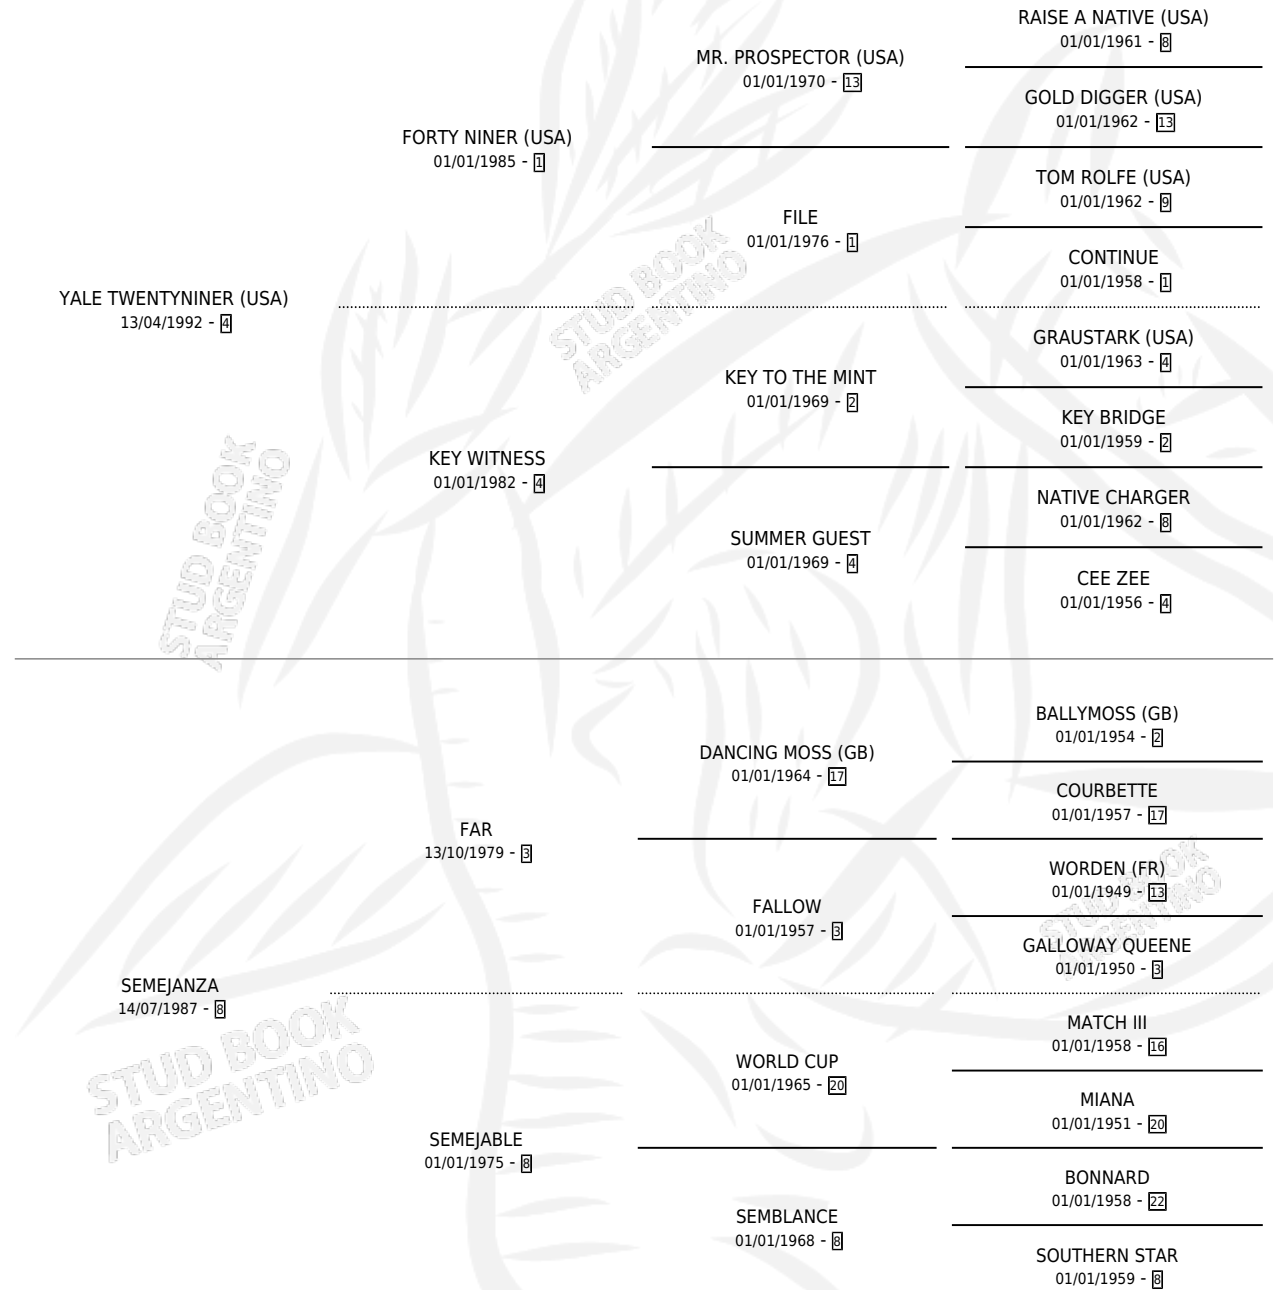 RAISE A NATIVE (USA)
01/01/1961 - 8
MR. PROSPECTOR (USA)
01/01/1970 - 13
GOLD DIGGER (USA)
01/01/1962 - 13
FORTY NINER (USA)
01/01/1985 - 1
TOM ROLFE (USA)
01/01/1962 - 9
FILE
01/01/1976 - 1
CONTINUE
01/01/1958 - 1
YALE TWENTYNINER (USA)
13/04/1992 - 4
GRAUSTARK (USA)
01/01/1963 - 4
KEY TO THE MINT
01/01/1969 - 2
KEY BRIDGE
01/01/1959 - 2
KEY WITNESS
01/01/1982 - 4
NATIVE CHARGER
01/01/1962 - 8
SUMMER GUEST
01/01/1969 - 4
CEE ZEE
01/01/1956 - 4
BALLYMOSS (GB)
01/01/1954 - 2
DANCING MOSS (GB)
01/01/1964 - 17
COURBETTE
01/01/1957 - 17
FAR
13/10/1979 - 3
WORDEN (FR)
01/01/1949 - 13
FALLOW
01/01/1957 - 3
GALLOWAY QUEENE
01/01/1950 - 3
SEMEJANZA
14/07/1987 - 8
MATCH III
01/01/1958 - 16
WORLD CUP
01/01/1965 - 20
MIANA
01/01/1951 - 20
SEMEJABLE
01/01/1975 - 8
BONNARD
01/01/1958 - 22
SEMBLANCE
01/01/1968 - 8
SOUTHERN STAR
01/01/1959 - 8
STUD BOOK
ARGENTINO
STUD BOOK
ARGENTINO
STUD BOOK
ARGENTINO
STUD BOOK
ARGENTINO